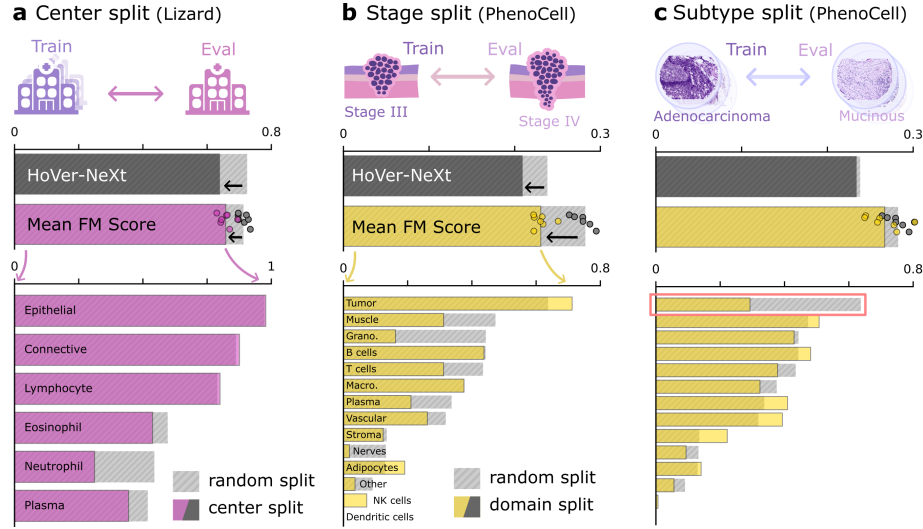 a Center split (Lizard)
Train
Eval
0
0.8
HoVer-NeXt
Mean FM Score
0
1
Epithelial
Connective
Lymphocyte
Eosinophil
Neutrophil
Plasma
random split
center split
b Stage split (PhenoCell)
Train
Eval
Stage III
Stage IV
0
0.3
HoVer-NeXt
Mean FM Score
0
0.8
Tumor
Muscle
Grano.
B cells
T cells
Macro.
Plasma
Vascular
Stroma
Nerves
Adipocytes
Other
NK cells
Dendritic cells
random split
domain split
c Subtype split (PhenoCell)
Train
Eval
Adenocarcinoma
Mucinous
0
0.3
0
0.8